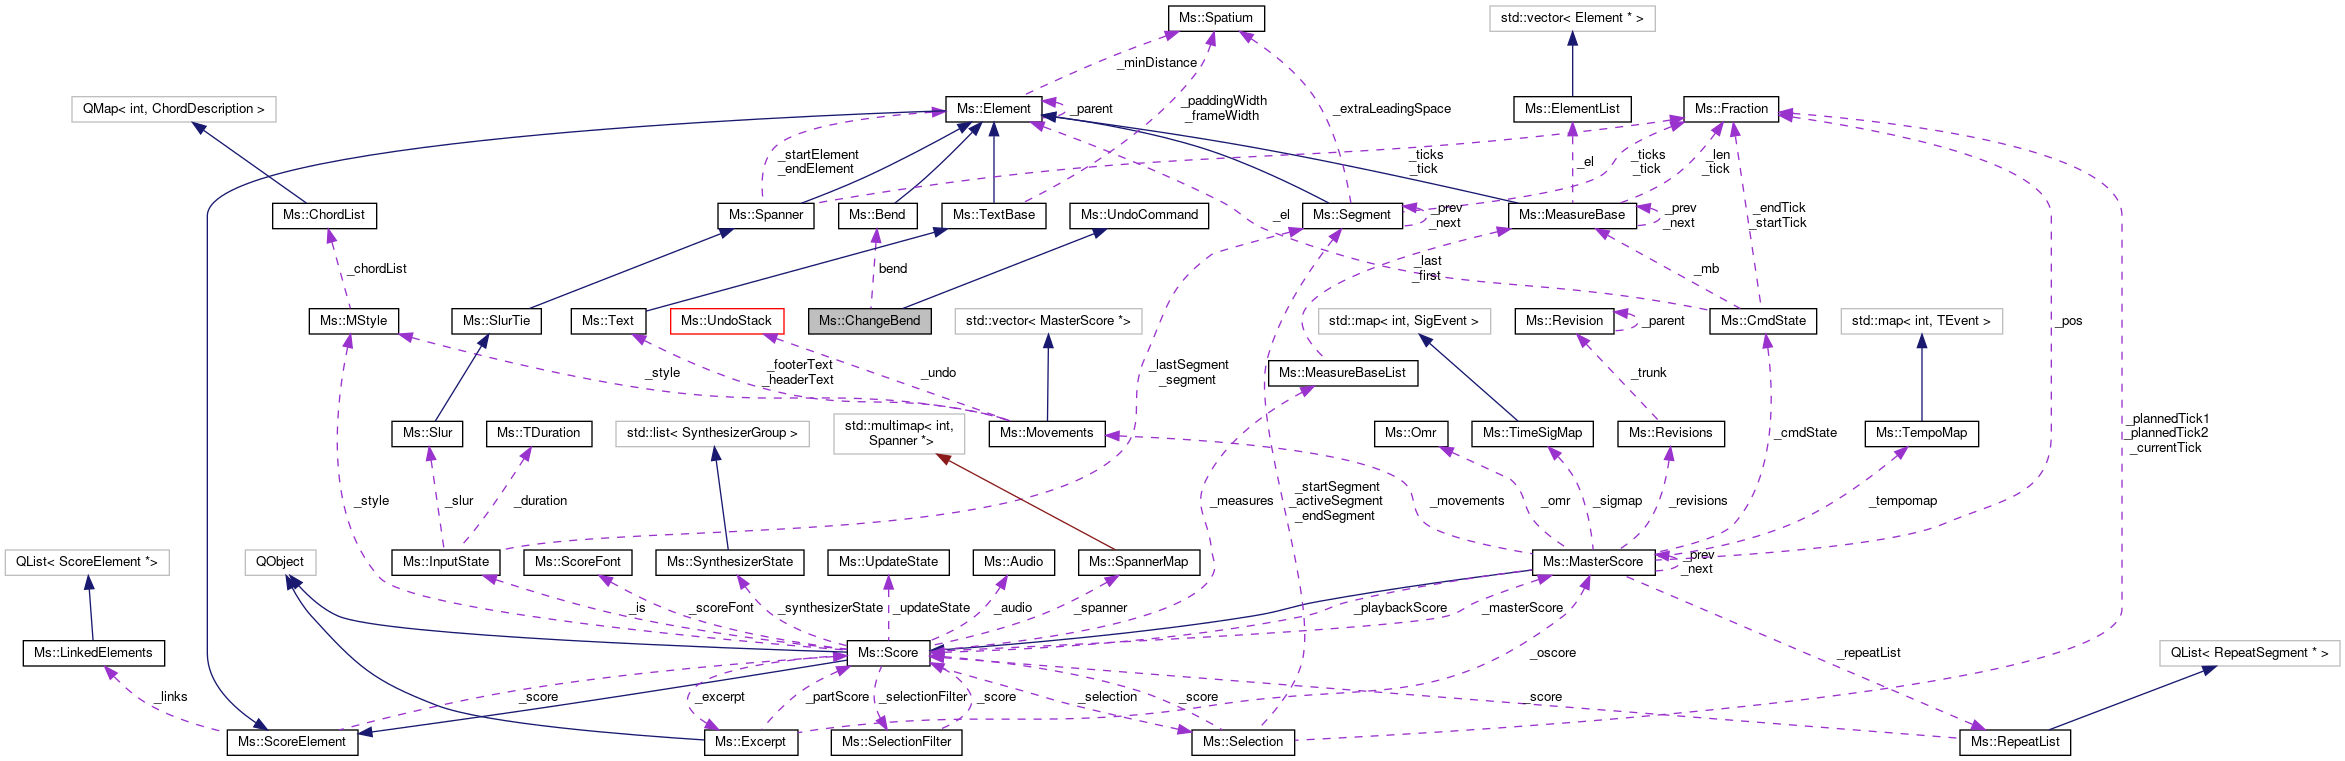 Ms::Spatium
std::vector< Element * >
_minDistance
QMap< int, ChordDescription >
Ms::Element
_parent
_paddingWidth
_frameWidth
_extraLeadingSpace
Ms::ElementList
Ms::Fraction
_startElement
_endElement
_ticks
_tick
_el
_ticks
_tick
_len
_tick
Ms::ChordList
Ms::Spanner
Ms::Bend
Ms::TextBase
Ms::UndoCommand
_el
Ms::Segment
_prev
_next
Ms::MeasureBase
_prev
_next
_endTick
_startTick
_chordList
bend
_last
_first
_mb
Ms::MStyle
Ms::SlurTie
Ms::Text
Ms::UndoStack
Ms::ChangeBend
std::vector< MasterScore *>
std::map< int, SigEvent >
Ms::Revision
_parent
Ms::CmdState
std::map< int, TEvent >
_pos
_style
_footerText
_headerText
_undo
_lastSegment
_segment
Ms::MeasureBaseList
_trunk
Ms::Slur
Ms::TDuration
std::list< SynthesizerGroup >
std::multimap< int,
Spanner *>
Ms::Movements
Ms::Omr
Ms::TimeSigMap
Ms::Revisions
_cmdState
Ms::TempoMap
_plannedTick1
_plannedTick2
_currentTick
_style
_slur
_duration
_measures
_startSegment
_activeSegment
_endSegment
_movements
_omr
_sigmap
_revisions
_tempomap
QList< ScoreElement *>
QObject
Ms::InputState
Ms::ScoreFont
Ms::SynthesizerState
Ms::UpdateState
Ms::Audio
Ms::SpannerMap
Ms::MasterScore
_prev
_next
_is
_scoreFont
_synthesizerState
_updateState
_audio
_spanner
_playbackScore
_masterScore
Ms::LinkedElements
Ms::Score
_oscore
_repeatList
QList< RepeatSegment * >
_links
_score
_excerpt
_partScore
_selectionFilter
_score
_selection
_score
_score
Ms::ScoreElement
Ms::Excerpt
Ms::SelectionFilter
Ms::Selection
Ms::RepeatList